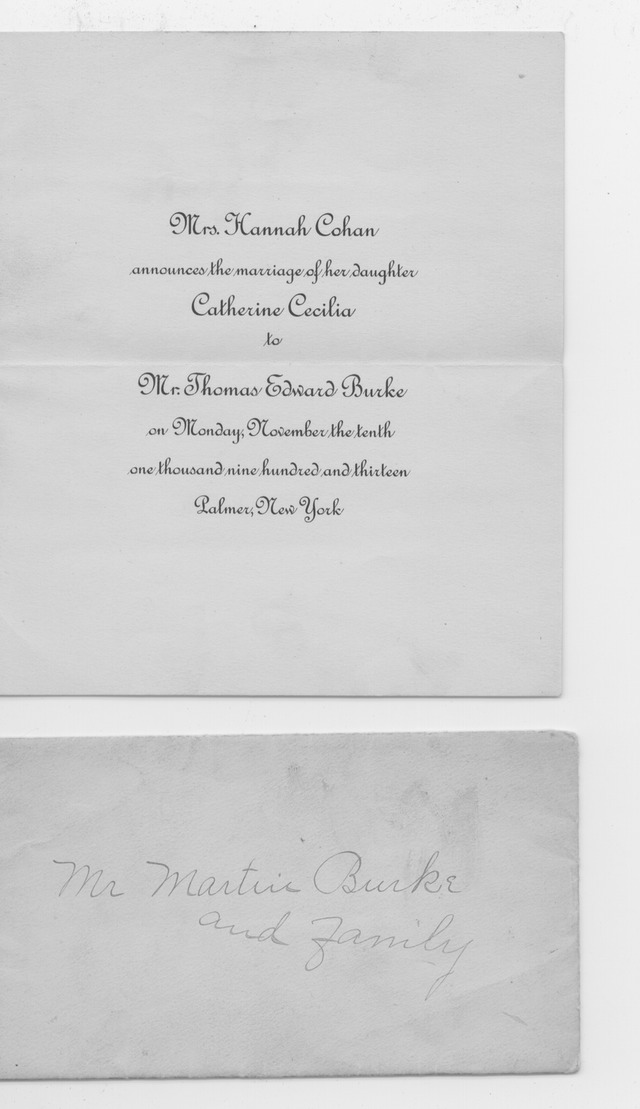 Mrs. Hannah Cohan
announces the marriage of her daughter
Catherine Cecilia
to
Mr. Thomas Edward Burke
on Monday, November the tenth
one thousand nine hundred and thirteen
Palmer, New York
Mr Martin Burke
and Family